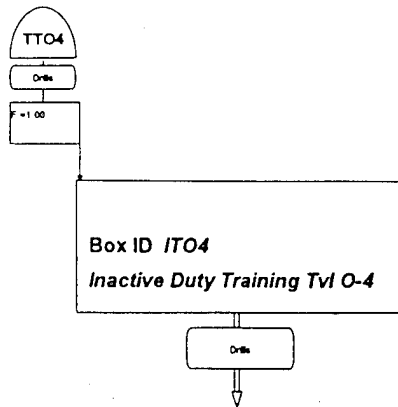 TTO4
Drills
F =1.00
Box ID ITO4
Inactive Duty Training Tvl O-4
Drills